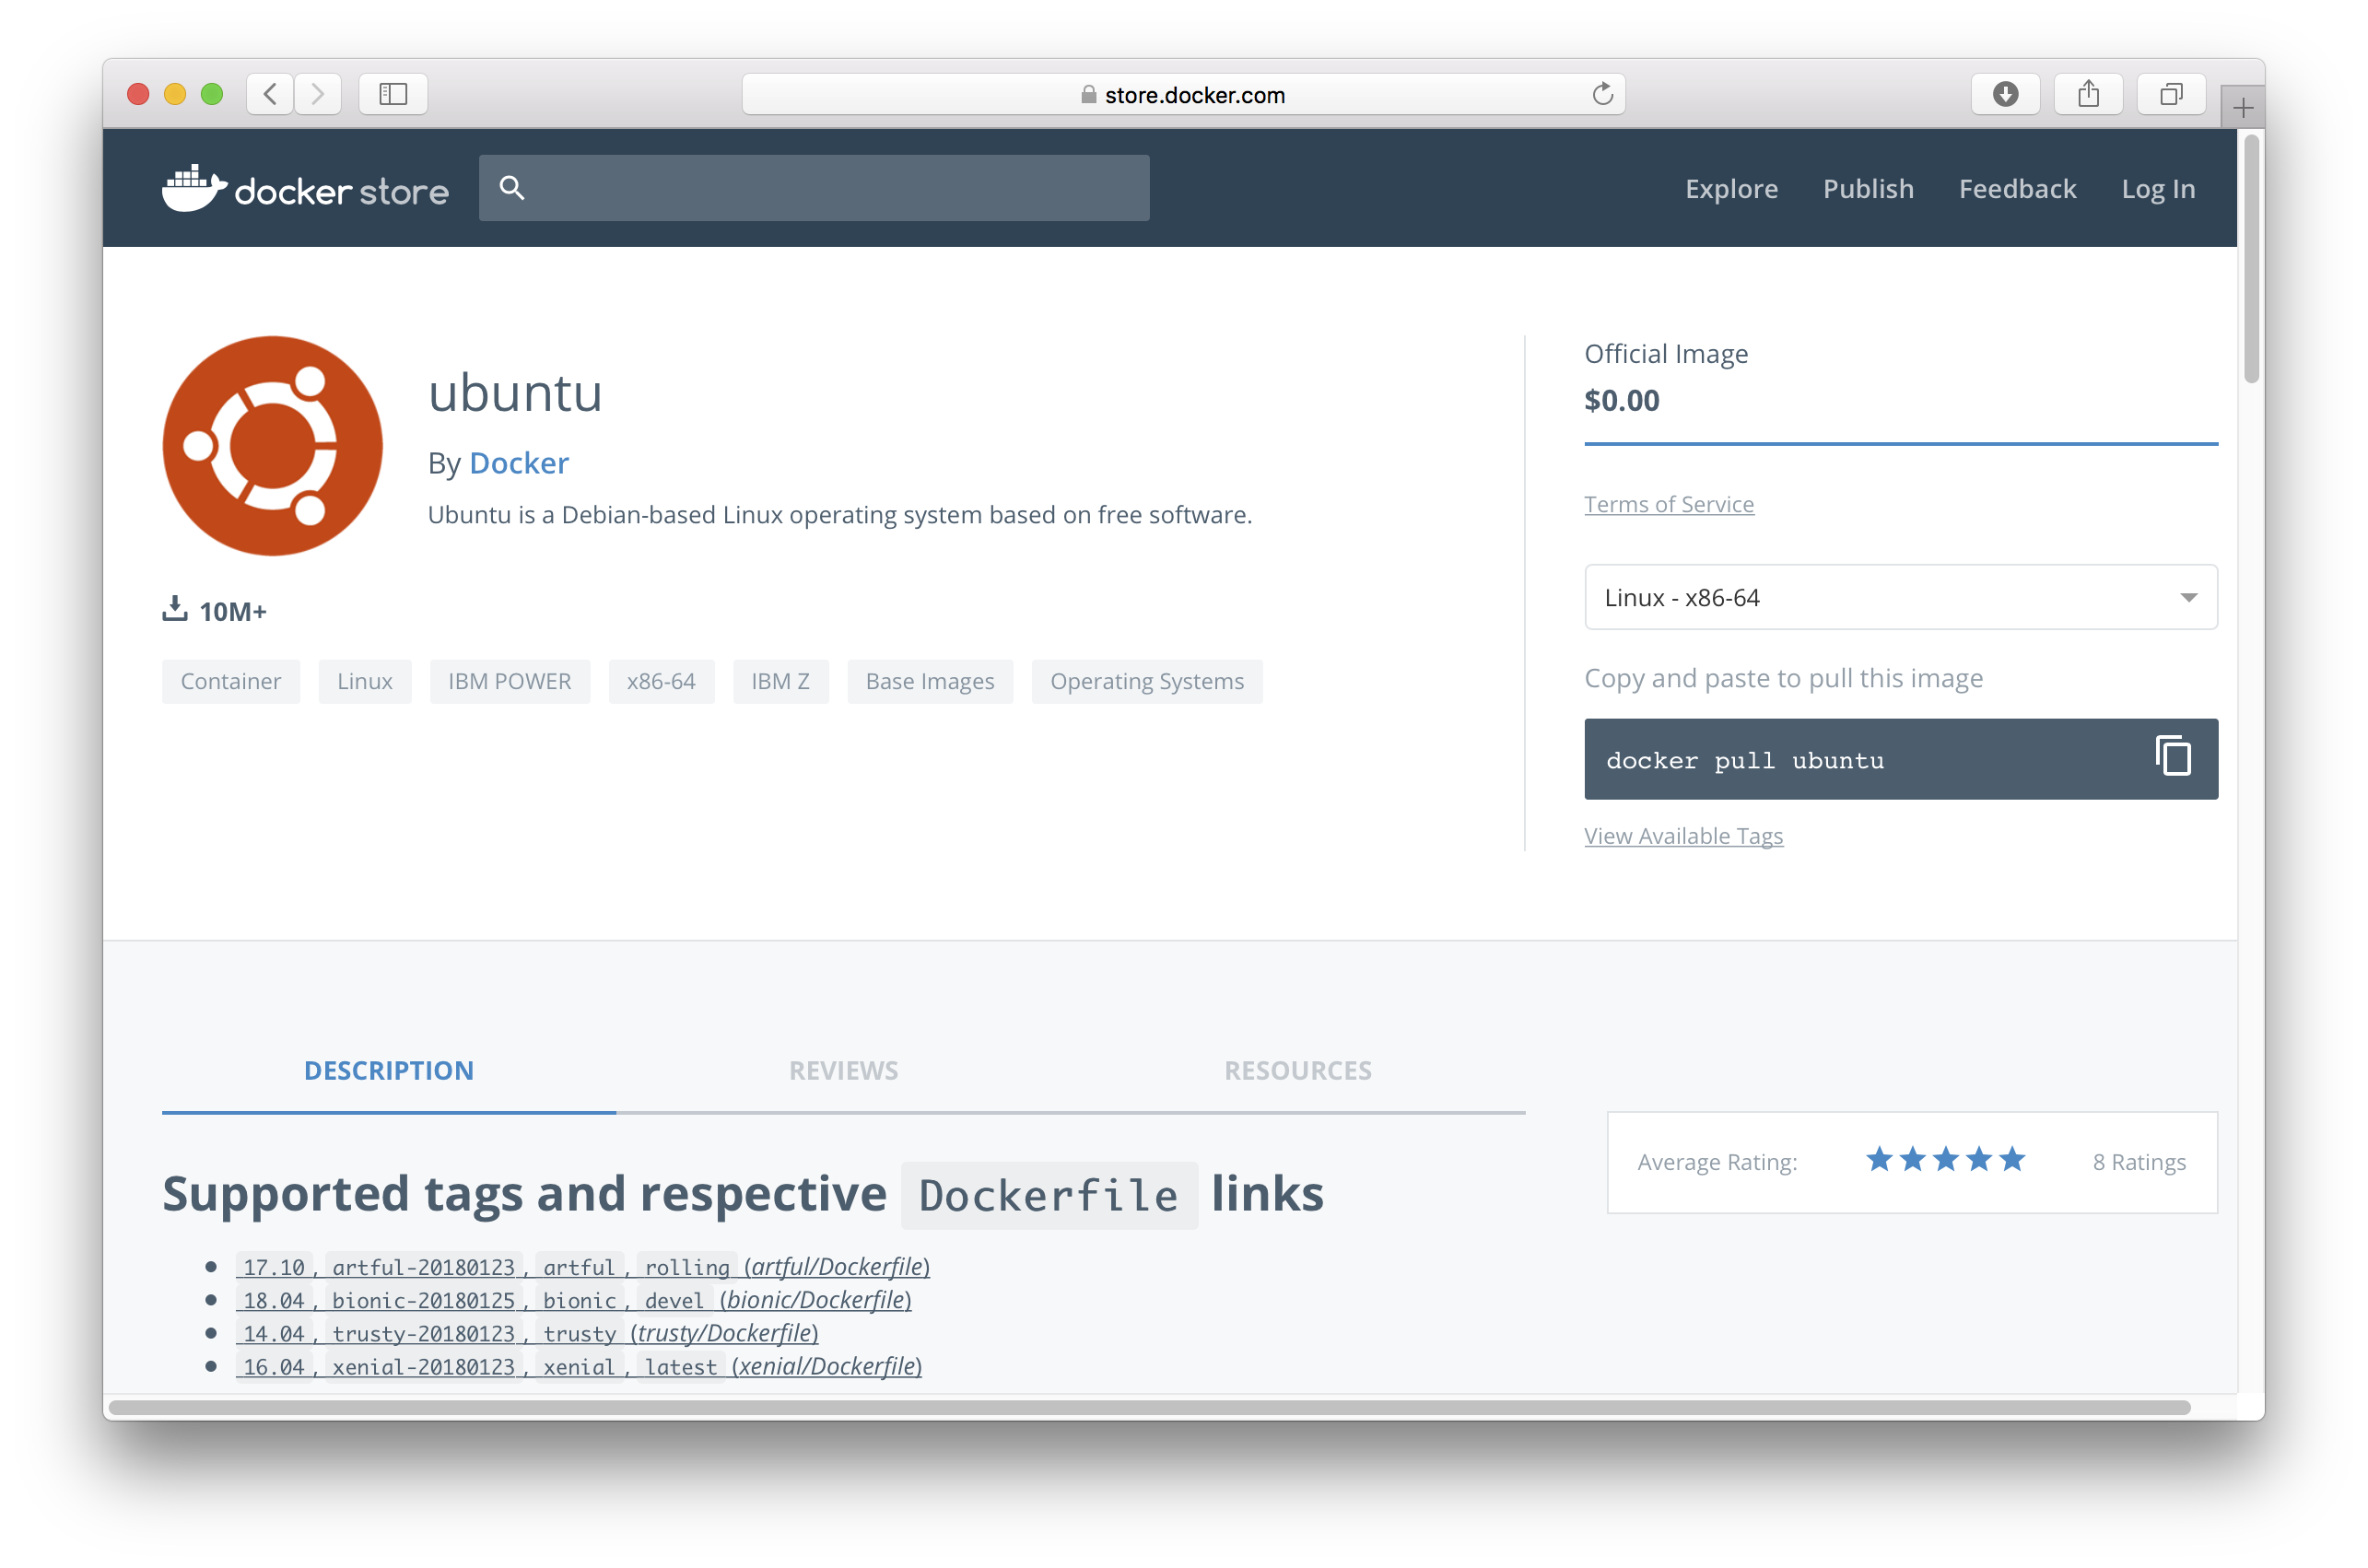 store.docker.com
docker store
Explore Publish Feedback Log In
ubuntu
By Docker
Ubuntu is a Debian-based Linux operating system based on free software.
10M+
Container Linux IBM POWER x86-64 IBM Z Base Images Operating Systems
Official Image
$0.00
Terms of Service
Linux - x86-64
Copy and paste to pull this image
docker pull ubuntu
View Available Tags
DESCRIPTION REVIEWS RESOURCES
Supported tags and respective Dockerfile links
17.10, artful-20180123, artful, rolling (artful/Dockerfile)
18.04, bionic-20180125, bionic, devel (bionic/Dockerfile)
14.04, trusty-20180123, trusty (trusty/Dockerfile)
16.04, xenial-20180123, xenial, latest (xenial/Dockerfile)
Average Rating: 8 Ratings